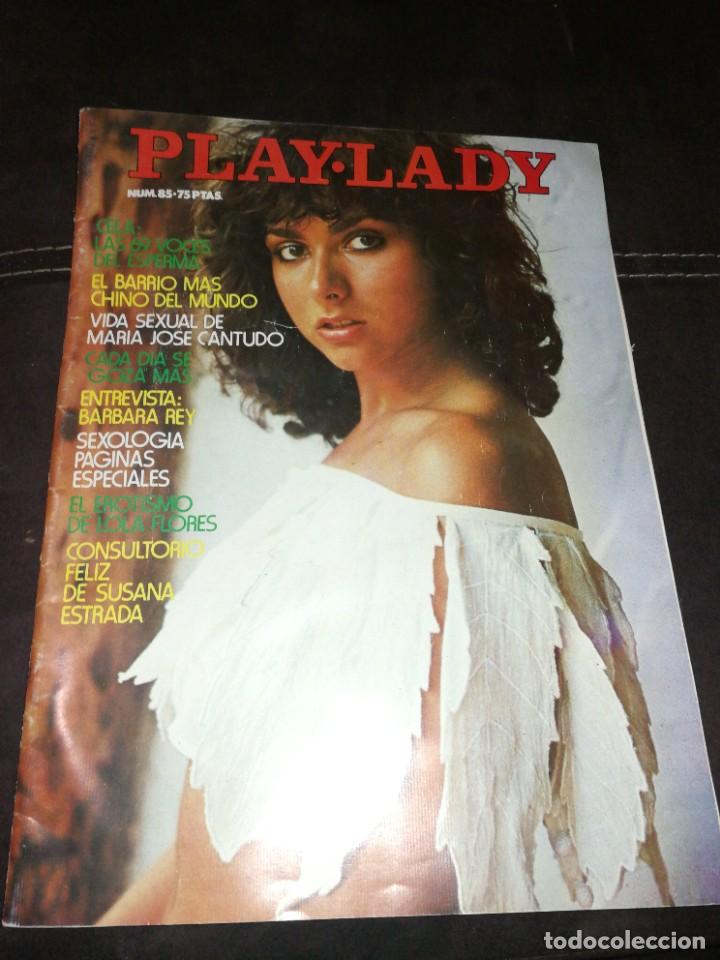 PLAY·LADY
NUM.85·75 PTAS.
CELA:
LAS 69 VOCES
DEL ESPERMA
EL BARRIO MAS
CHINO DEL MUNDO
VIDA SEXUAL DE
MARIA JOSE CANTUDO
CADA DIA SE
GOZA MAS
ENTREVISTA:
BARBARA REY
SEXOLOGIA
PAGINAS
ESPECIALES
EL EROTISMO
DE LOLA FLORES
CONSULTORIO
FELIZ
DE SUSANA
ESTRADA
todocoleccion